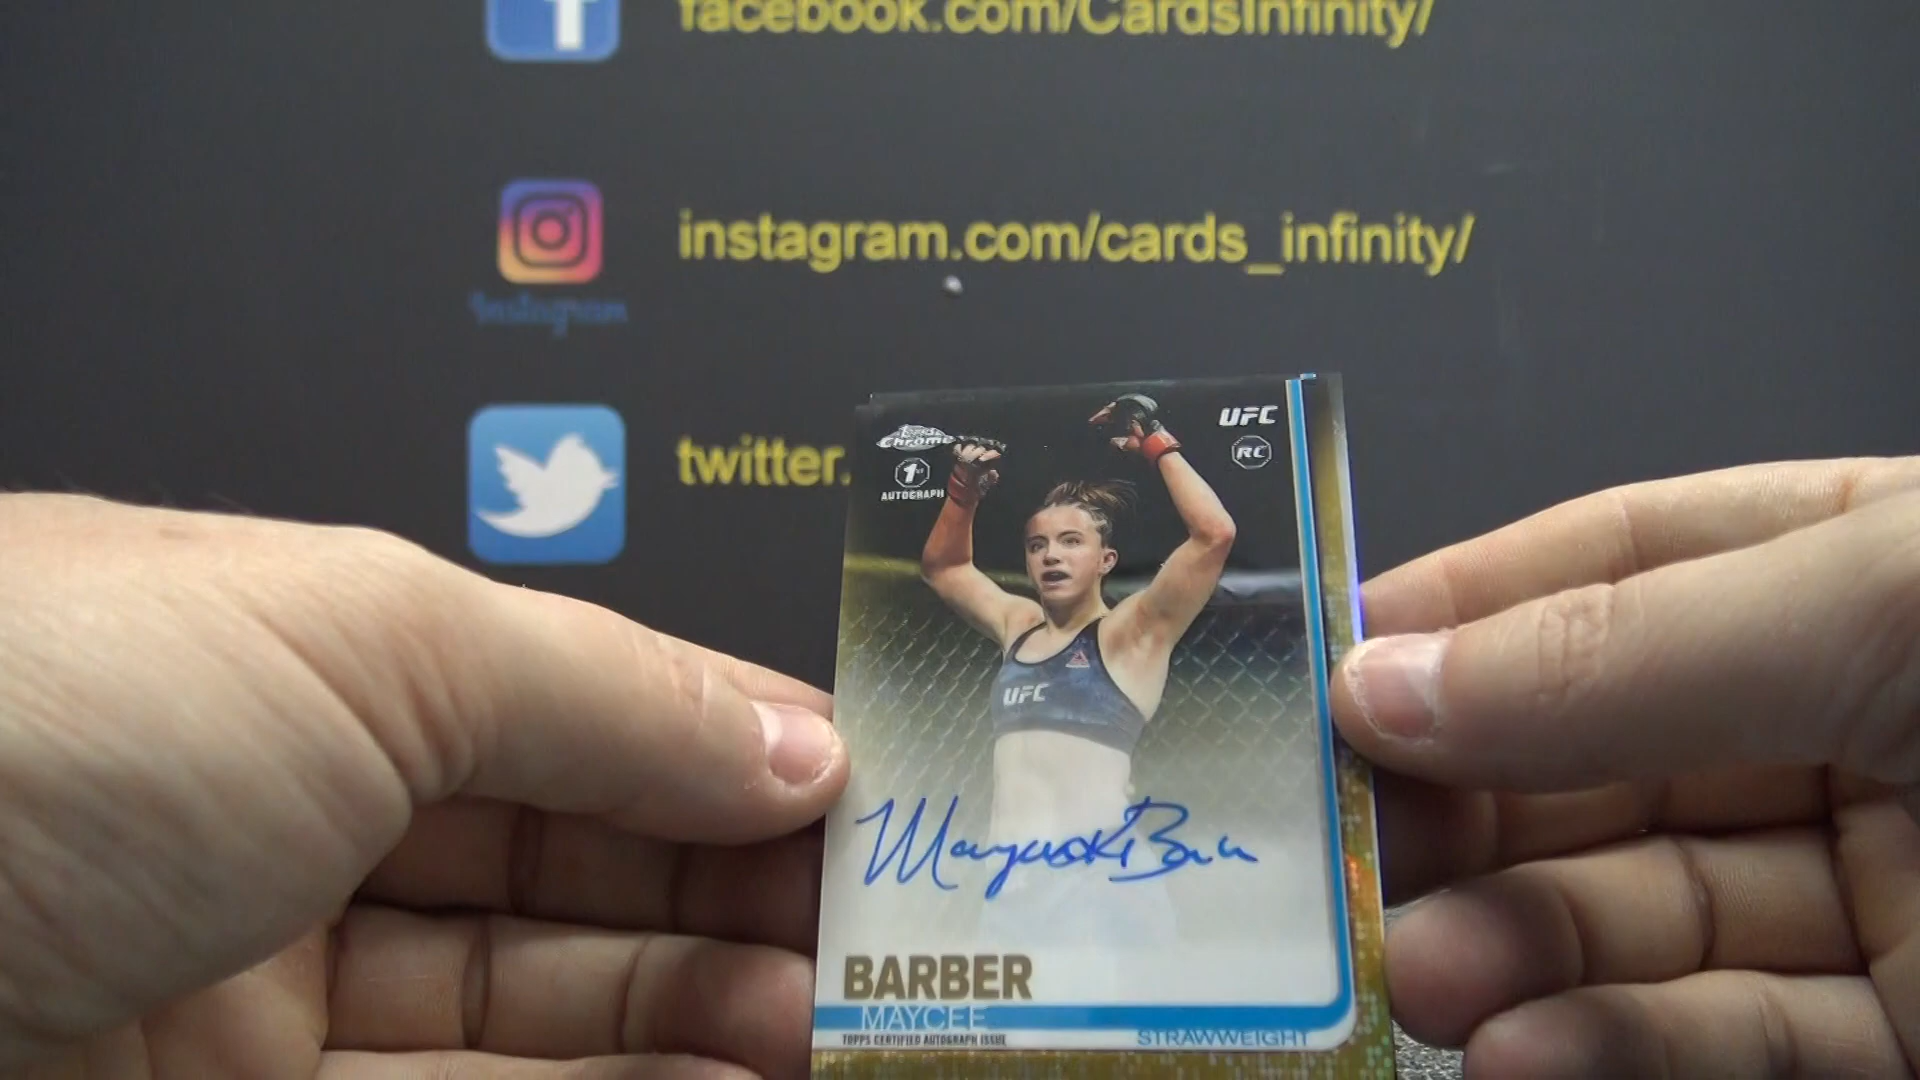 facebook.com/CardsInfinity/
instagram.com/cards_infinity/
Instagram
twitter.
Topps
Chrome
1st
AUTOGRAPH
UFC
RC
UFC
BARBER
MAYCEE
TOPPS CERTIFIED AUTOGRAPH ISSUE
STRAWWEIGHT